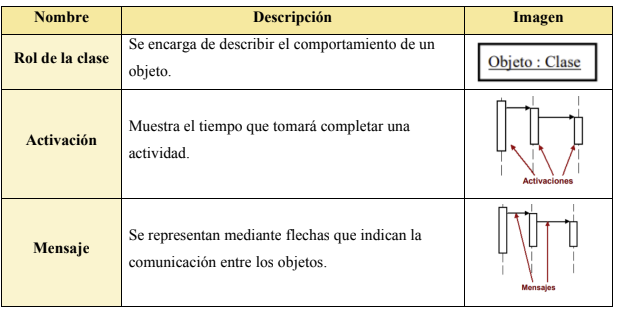 Nombre Descripción Imagen
Rol de la clase
Se encarga de describir el comportamiento de un
objeto.
Objeto : Clase
Activación
Muestra el tiempo que tomará completar una
actividad.
Activaciones
Mensaje
Se representan mediante flechas que indican la
comunicación entre los objetos.
Mensajes